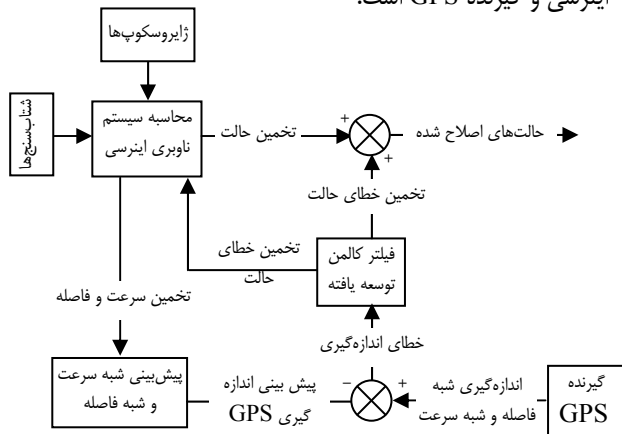 اینرسی و گیرنده GPS است.
ژایروسکوپ‌ها
شتاب‌سنج‌ها
محاسبه سیستم
ناوبری اینرسی
تخمین حالت
+
+
حالت‌های اصلاح شده
تخمین خطای حالت
فیلتر کالمن
توسعه یافته
تخمین خطای
حالت
تخمین سرعت و فاصله
خطای اندازه‌گیری
پیش‌بینی شبه سرعت
و شبه فاصله
پیش بینی اندازه
گیری GPS
−
+
اندازه‌گیری شبه
فاصله و شبه سرعت
گیرنده
GPS